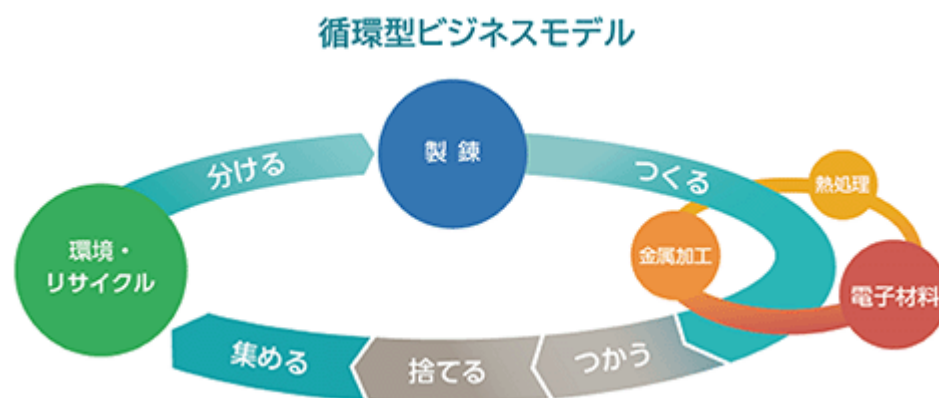 循環型ビジネスモデル
分ける
製錬
つくる
熱処理
金属加工
電子材料
環境・
リサイクル
集める
捨てる
つかう